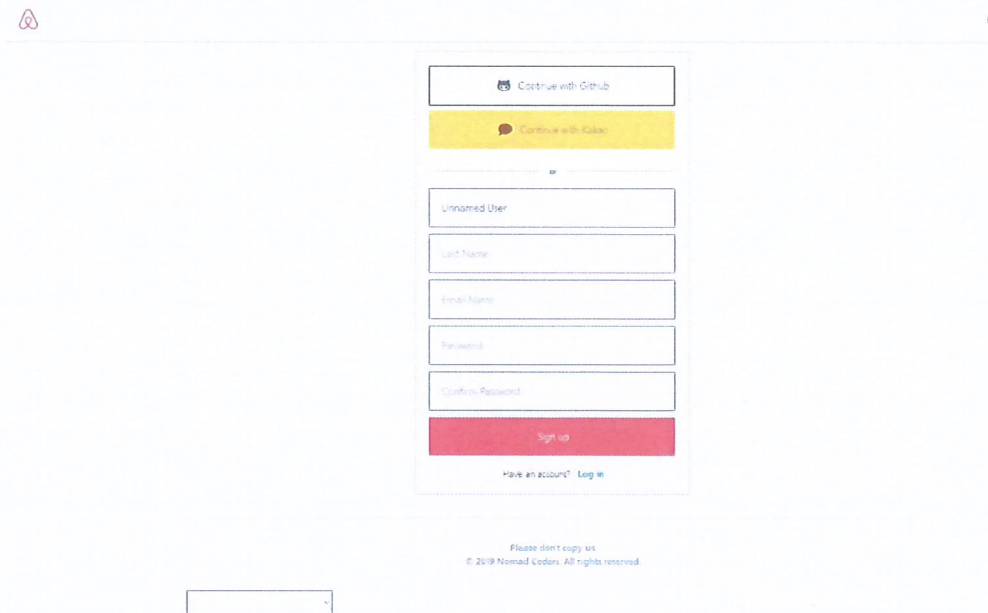 Continue with Github
Continue with Kakao
or
Unnamed User
Last Name
Email Name
Password
Confirm Password
Sign up
Have an account? Log in
Please don't copy us
© 2019 Nomad Coders. All rights reserved.